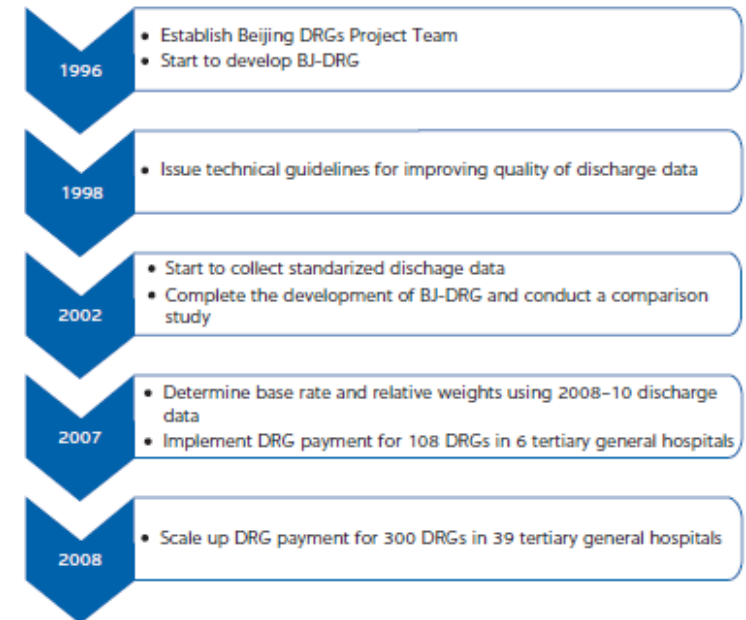 1996
• Establish Beijing DRGs Project Team
• Start to develop BJ-DRG
1998
• Issue technical guidelines for improving quality of discharge data
2002
• Start to collect standarized dischage data
• Complete the development of BJ-DRG and conduct a comparison
study
2007
• Determine base rate and relative weights using 2008–10 discharge
data
• Implement DRG payment for 108 DRGs in 6 tertiary general hospitals
2008
• Scale up DRG payment for 300 DRGs in 39 tertiary general hospitals